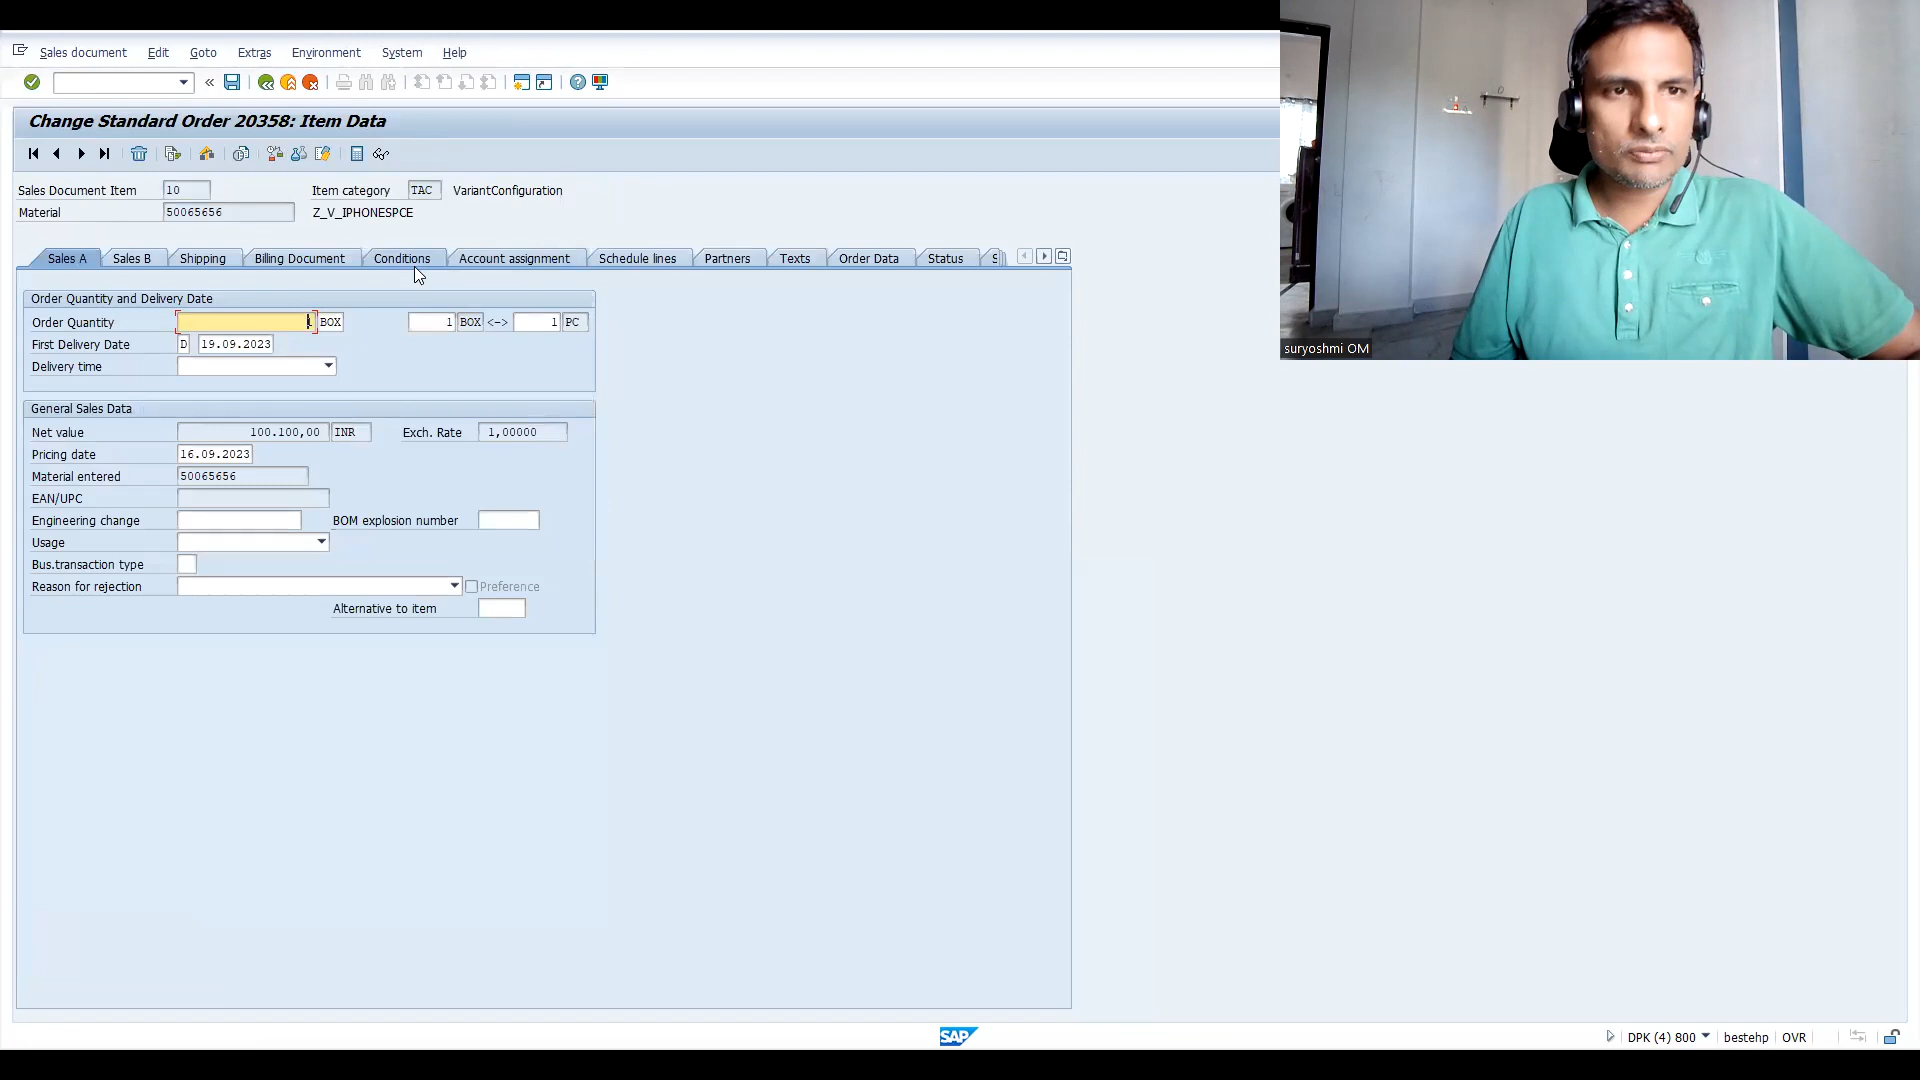 Sales document Edit Goto Extras Environment System Help
Change Standard Order 20358: Item Data
Sales Document Item 10 Item category TAC VariantConfiguration
Material 50065656 Z_V_IPHONESPCE
Sales A Sales B Shipping Billing Document Conditions Account assignment Schedule lines Partners Texts Order Data Status S
Order Quantity and Delivery Date
Order Quantity 1 BOX 1 BOX <-> 1 PC
First Delivery Date D 19.09.2023
Delivery time
General Sales Data
Net value 100.100,00 INR Exch. Rate 1,00000
Pricing date 16.09.2023
Material entered 50065656
EAN/UPC
Engineering change BOM explosion number
Usage
Bus.transaction type
Reason for rejection Preference
Alternative to item
suryoshmi OM
SAP DPK (4) 800 bestehp OVR